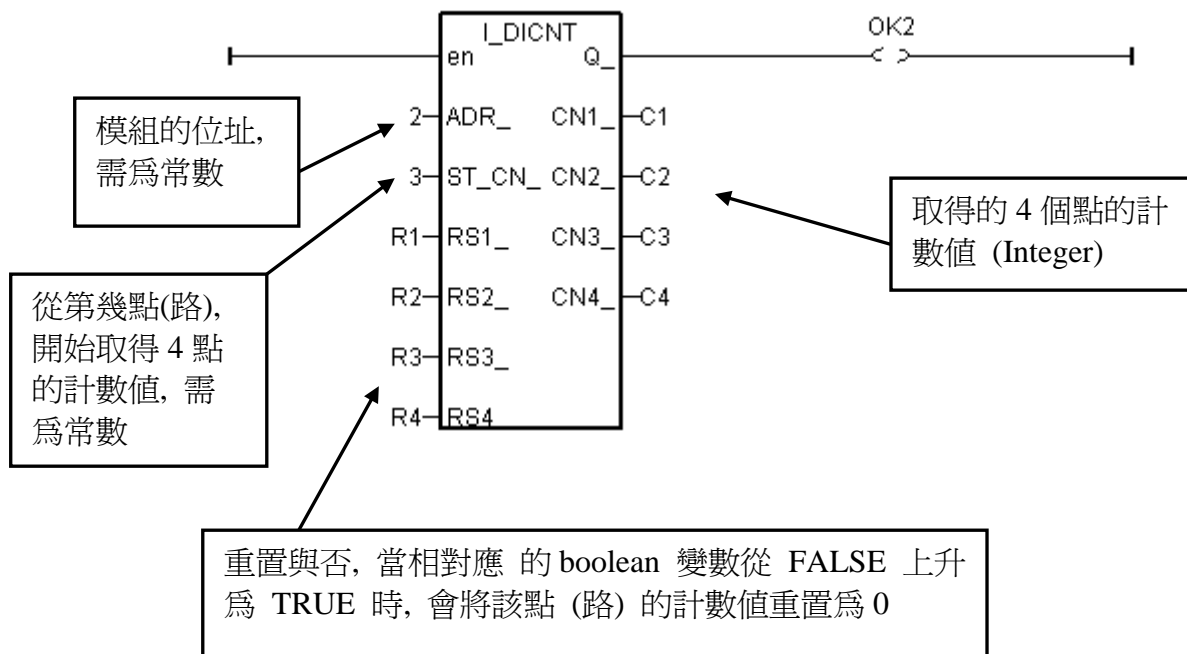 I_DICNT
OK2
en Q_
2 ADR_ CN1_ C1
3 ST_CN_ CN2_ C2
R1 RS1_ CN3_ C3
R2 RS2_ CN4_ C4
R3 RS3_
R4 RS4
模組的位址,
需爲常數
從第幾點(路),
開始取得 4 點
的計數值, 需
爲常數
取得的 4 個點的計
數值 (Integer)
重置與否, 當相對應 的 boolean 變數從 FALSE 上升
爲 TRUE 時, 會將該點 (路) 的計數值重置爲 0